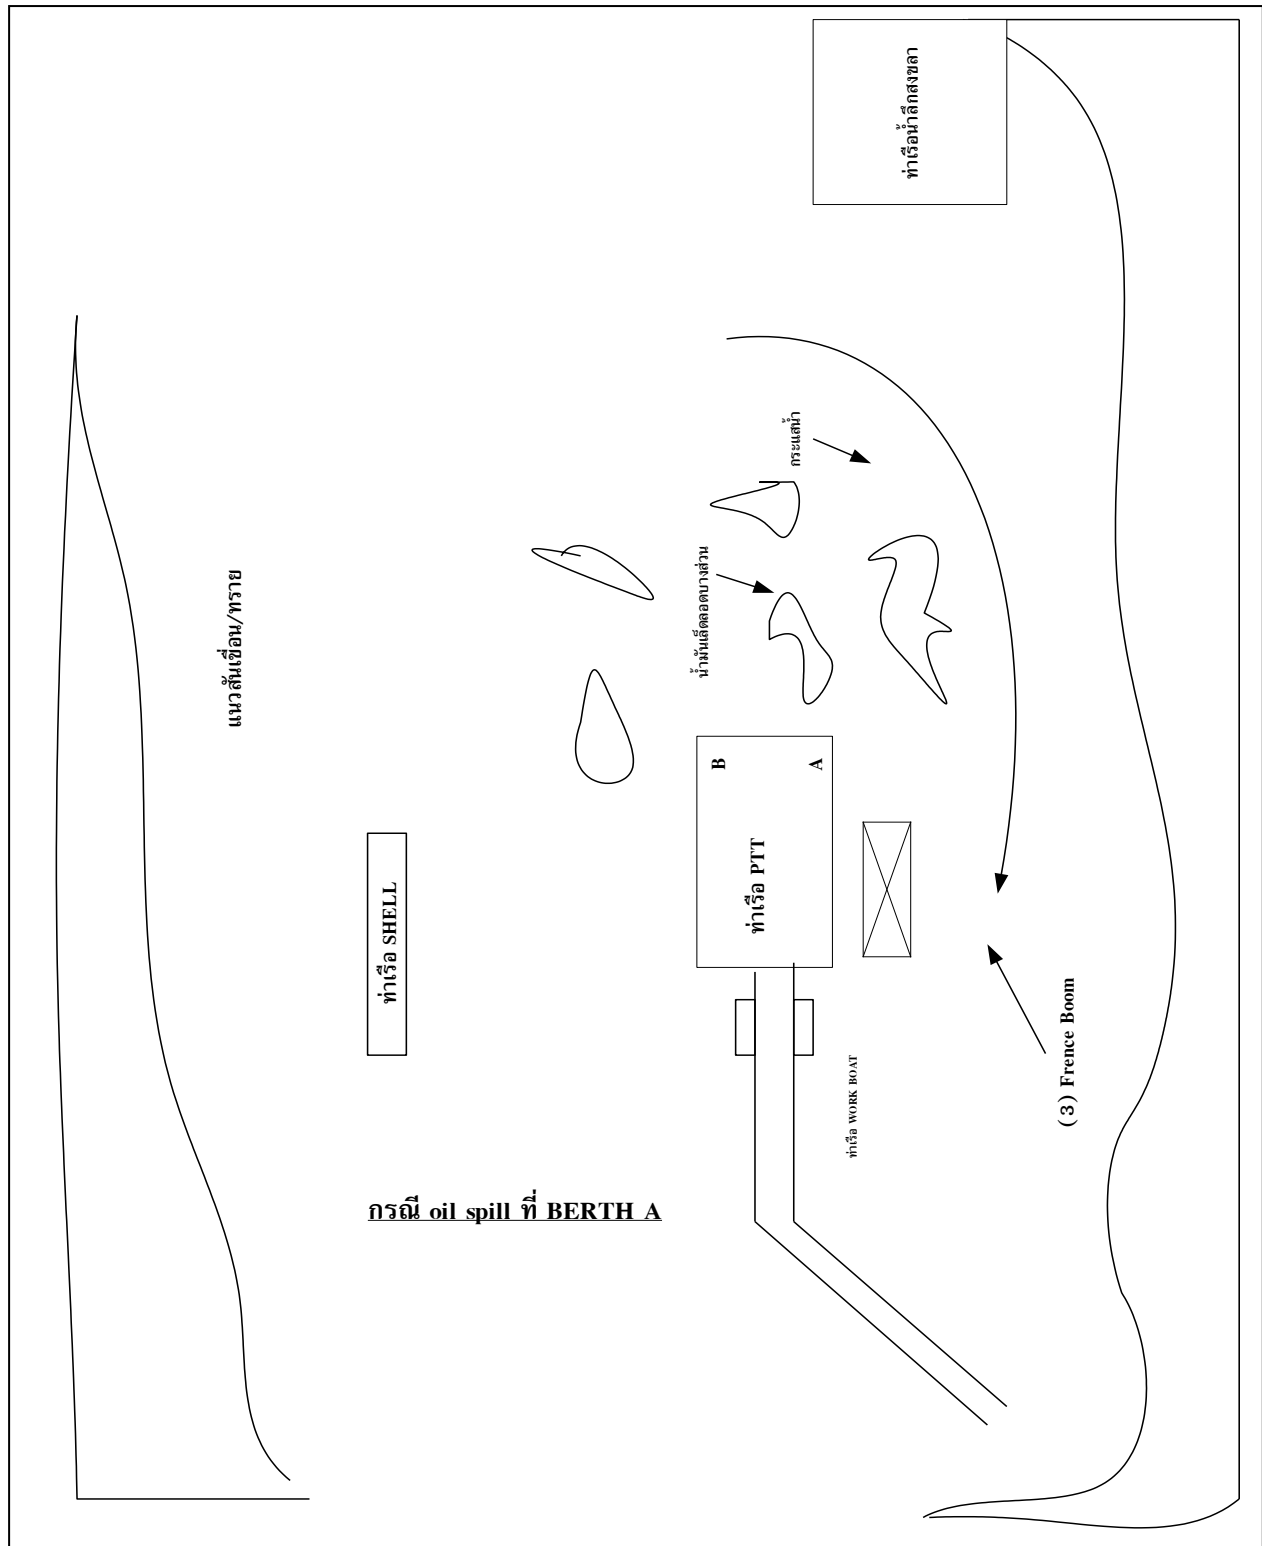 ท่าเรือน้ำลึกสงขลา
กระแสน้ำ
น้ำมันเล็ดลอดบางส่วน
แนวสันเขื่อน/ทราย
B
A
ท่าเรือ PTT
ท่าเรือ SHELL
(3) Frence Boom
ท่าเรือ WORK BOAT
กรณี oil spill ที่ BERTH A